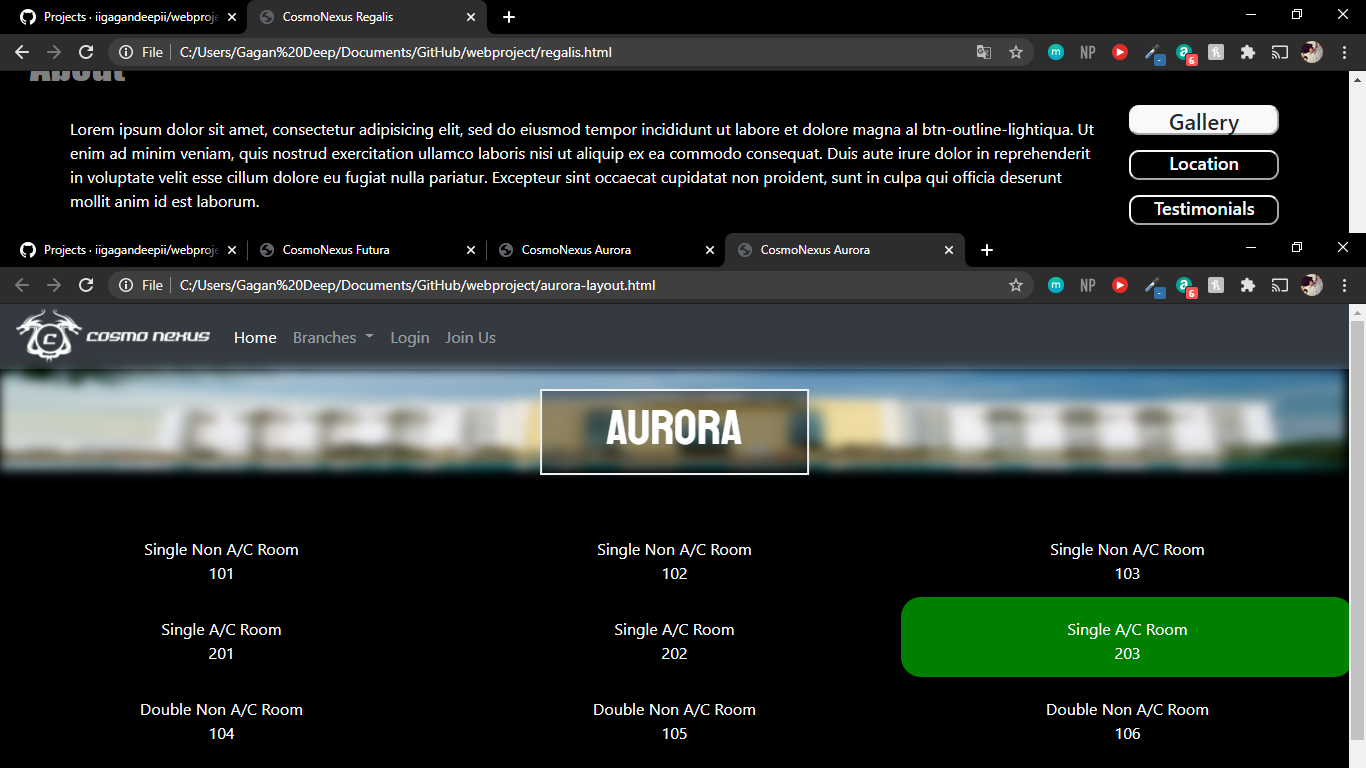 Projects · iigagandeepii/webproje
CosmoNexus Regalis
File
C:/Users/Gagan%20Deep/Documents/GitHub/webproject/regalis.html
m
NP
-
a
6
About
Lorem ipsum dolor sit amet, consectetur adipisicing elit, sed do eiusmod tempor incididunt ut labore et dolore magna al btn-outline-lightiqua. Ut
enim ad minim veniam, quis nostrud exercitation ullamco laboris nisi ut aliquip ex ea commodo consequat. Duis aute irure dolor in reprehenderit
in voluptate velit esse cillum dolore eu fugiat nulla pariatur. Excepteur sint occaecat cupidatat non proident, sunt in culpa qui officia deserunt
mollit anim id est laborum.
Gallery
Location
Testimonials
Projects · iigagandeepii/webproje
CosmoNexus Futura
CosmoNexus Aurora
CosmoNexus Aurora
File
C:/Users/Gagan%20Deep/Documents/GitHub/webproject/aurora-layout.html
m
NP
-
a
6
C
COSMO NEXUS
Home
Branches
Login
Join Us
AURORA
Single Non A/C Room
101
Single Non A/C Room
102
Single Non A/C Room
103
Single A/C Room
201
Single A/C Room
202
Single A/C Room
203
Double Non A/C Room
104
Double Non A/C Room
105
Double Non A/C Room
106